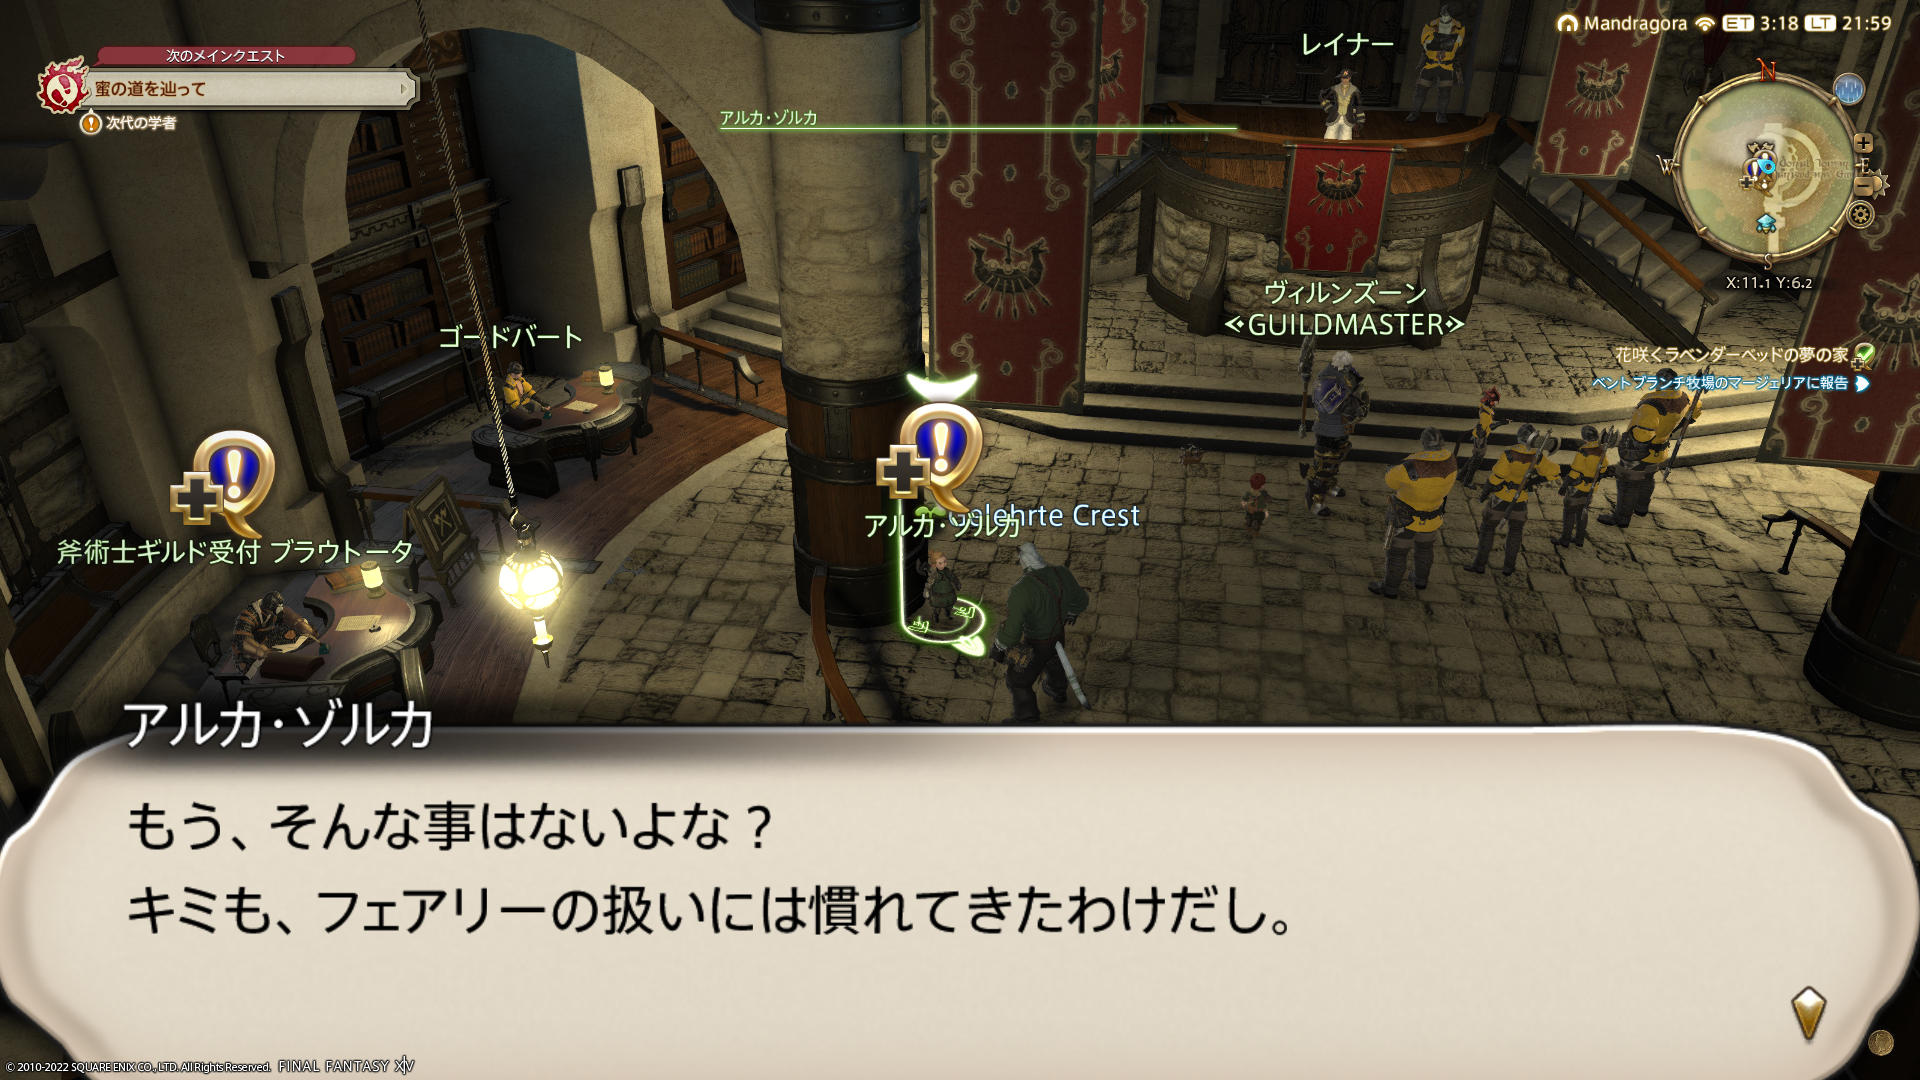 次のメインクエスト
蜜の道を辿って
次代の学者
Mandragora ET 3:18 LT 21:59
レイナー
アルカ・ゾルカ
N
W
E
S
X:11.1 Y:6.2
ヴィルンズーン
GUILDMASTER
ゴードバート
花咲くラベンダーベッドの夢の家
ベントブランチ牧場のマージェリアに報告
斧術士ギルド受付 ブラウトータ
アルカ・ゾルカ
Gelehrte Crest
アルカ・ゾルカ
もう、そんな事はないよな？
キミも、フェアリーの扱いには慣れてきたわけだし。
© 2010-2022 SQUARE ENIX CO., LTD. All Rights Reserved. FINAL FANTASY XIV